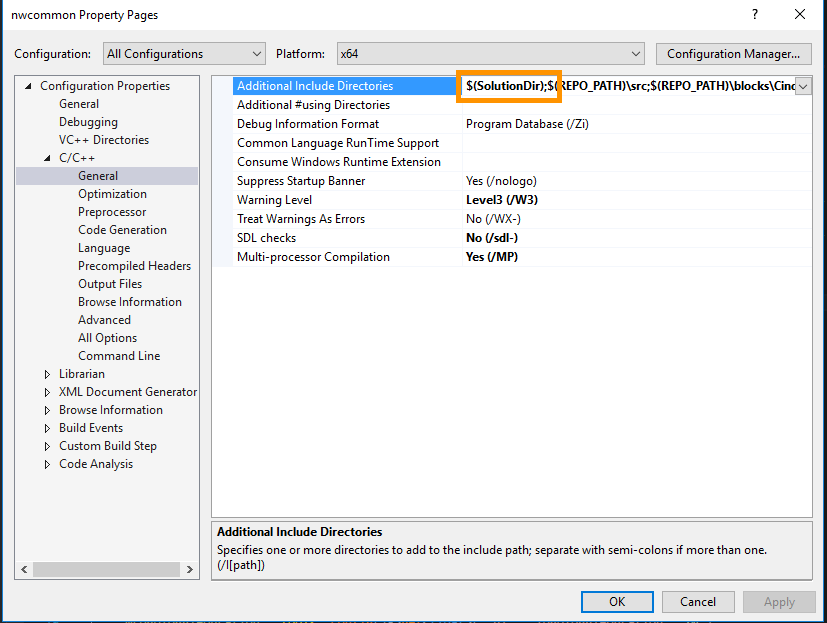 nwcommon Property Pages
?
Configuration: All Configurations Platform: x64 Configuration Manager...
Configuration Properties
General
Debugging
VC++ Directories
C/C++
General
Optimization
Preprocessor
Code Generation
Language
Precompiled Headers
Output Files
Browse Information
Advanced
All Options
Command Line
Librarian
XML Document Generator
Browse Information
Build Events
Custom Build Step
Code Analysis
Additional Include Directories $(SolutionDir);$(REPO_PATH)\src;$(REPO_PATH)\blocks\Cinc
Additional #using Directories
Debug Information Format Program Database (/Zi)
Common Language RunTime Support
Consume Windows Runtime Extension
Suppress Startup Banner Yes (/nologo)
Warning Level Level3 (/W3)
Treat Warnings As Errors No (/WX-)
SDL checks No (/sdl-)
Multi-processor Compilation Yes (/MP)
Additional Include Directories
Specifies one or more directories to add to the include path; separate with semi-colons if more than one.
(/I[path])
OK Cancel Apply